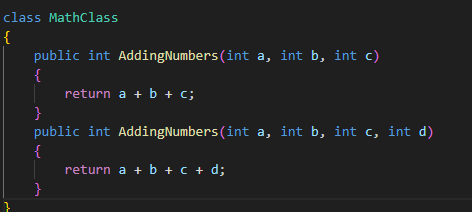 class MathClass
{
    public int AddingNumbers(int a, int b, int c)
    {
        return a + b + c;
    }
    public int AddingNumbers(int a, int b, int c, int d)
    {
        return a + b + c + d;
    }
}